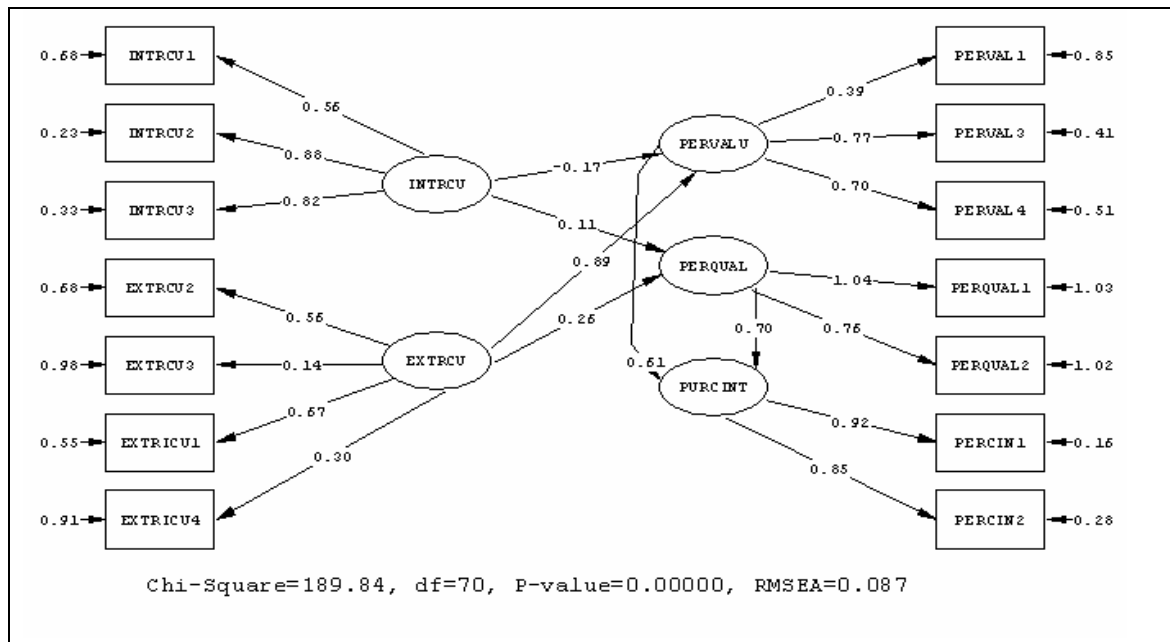 0.68 INTRCU1 PERVAL1 0.85
0.56 0.39
0.23 INTRCU2 PERVAL3 0.41
0.88 0.77
PERVALU
INTRCU -0.17
0.33 INTRCU3 0.82 0.70 PERVAL4 0.51
0.11
0.89 PERQUAL
0.68 EXTRCU2 1.04 PERQUAL1 1.03
0.56 0.26 0.70 0.76
0.98 EXTRCU3 0.14 EXTRCU 0.61 PERQUAL2 1.02
PURCINT
0.67 0.92
0.55 EXTRICU1 PERCIN1 0.16
0.30 0.85
0.91 EXTRICU4 PERCIN2 0.28
Chi-Square=189.84, df=70, P-value=0.00000, RMSEA=0.087